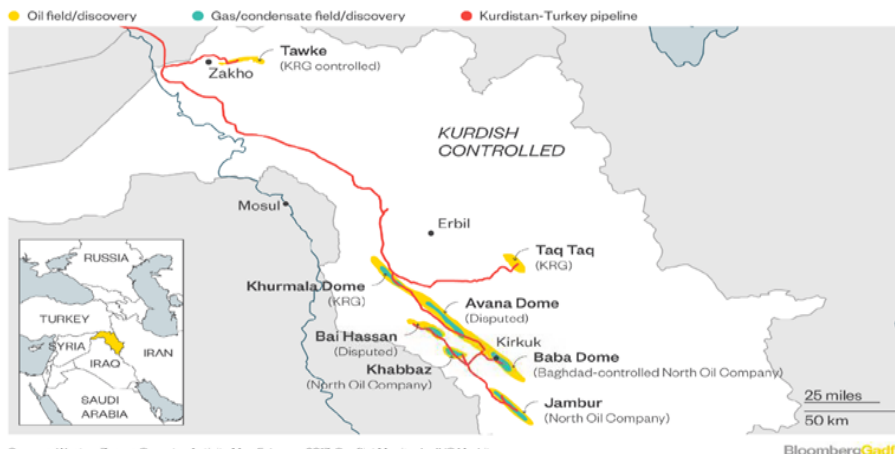 Oil field/discovery
Gas/condensate field/discovery
Kurdistan-Turkey pipeline
Tawke
(KRG controlled)
Zakho
KURDISH
CONTROLLED
Mosul
Erbil
Taq Taq
(KRG)
Khurmala Dome
(KRG)
Avana Dome
(Disputed)
Bai Hassan
(Disputed)
Kirkuk
Khabbaz
(North Oil Company)
Baba Dome
(Baghdad-controlled North Oil Company)
Jambur
(North Oil Company)
RUSSIA
TURKEY
SYRIA
IRAQ
IRAN
SAUDI
ARABIA
25 miles
50 km